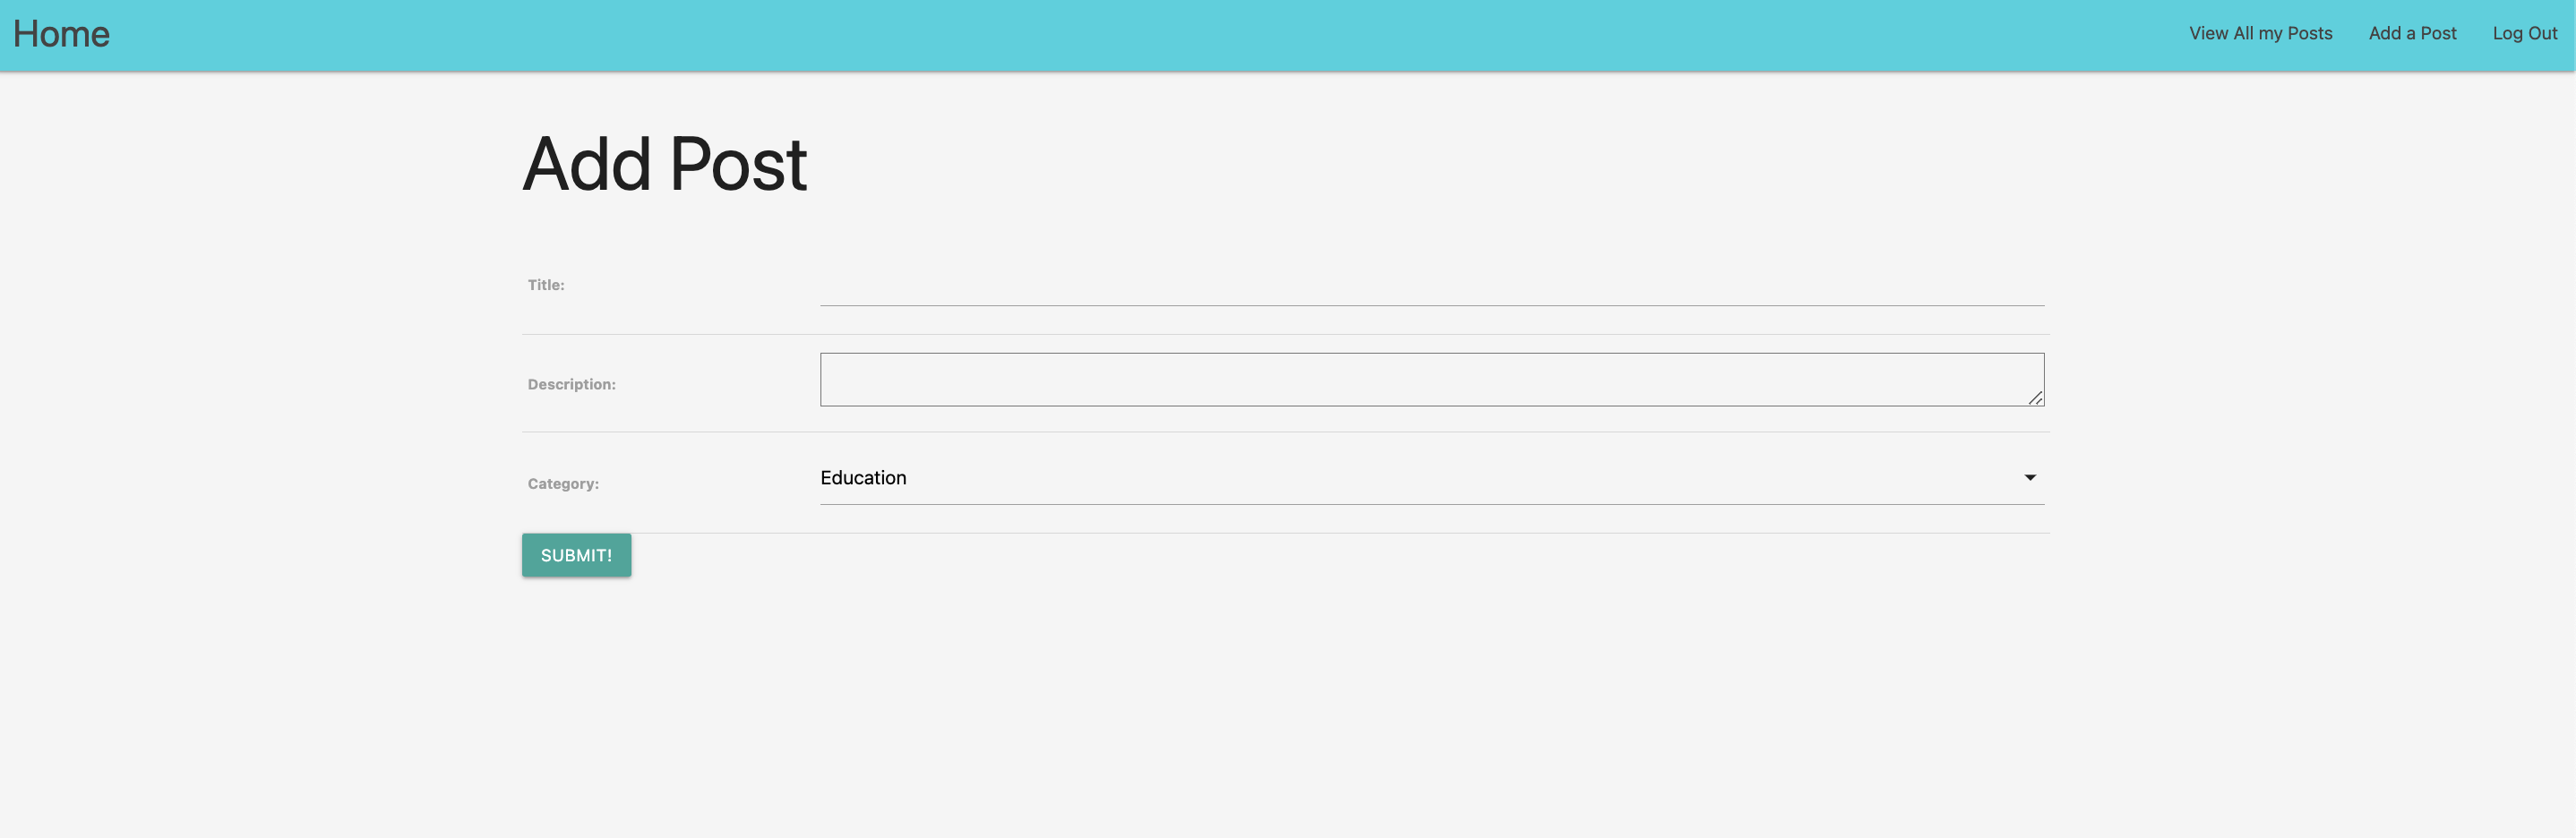 Home
View All my Posts
Add a Post
Log Out
Add Post
Title:
Description:
Category:
Education
SUBMIT!